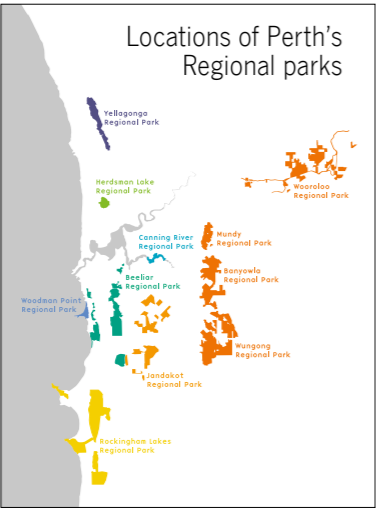 Locations of Perth's
Regional parks
Yellagonga
Regional Park
Wooroloo
Regional Park
Herdsman Lake
Regional Park
Canning River
Regional Park
Mundy
Regional Park
Banyowla
Regional Park
Beeliar
Regional Park
Woodman Point
Regional Park
Wungong
Regional Park
Jandakot
Regional Park
Rockingham Lakes
Regional Park